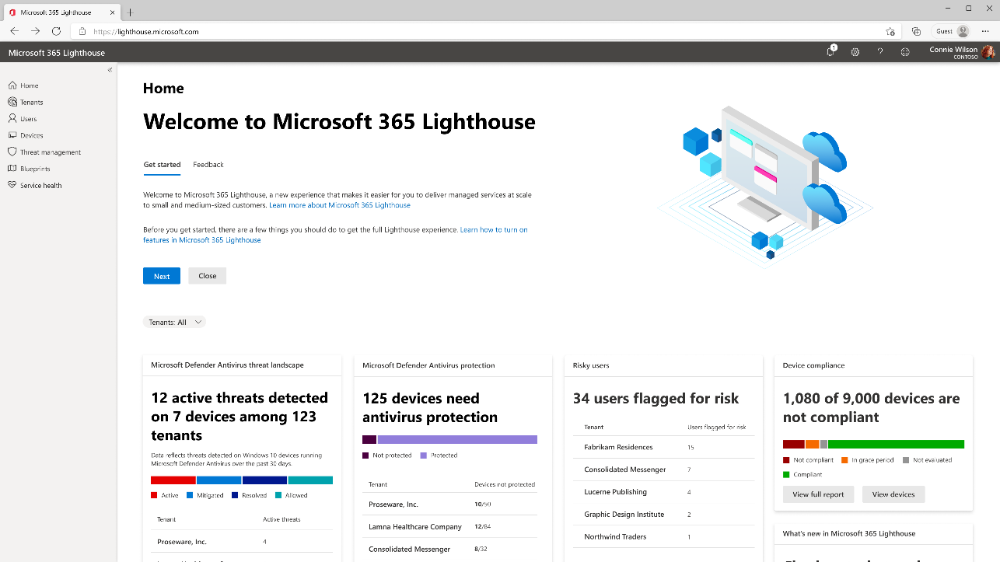 Microsoft 365 Lighthouse
https://lighthouse.microsoft.com
Guest
Microsoft 365 Lighthouse
1
Connie Wilson
CONTOSO
Home
Tenants
Users
Devices
Threat management
Blueprints
Service health
Home
Welcome to Microsoft 365 Lighthouse
Get started
Feedback
Welcome to Microsoft 365 Lighthouse, a new experience that makes it easier for you to deliver managed services at scale
to small and medium-sized customers. Learn more about Microsoft 365 Lighthouse
Before you get started, there are a few things you should do to get the full Lighthouse experience. Learn how to turn on
features in Microsoft 365 Lighthouse
Next
Close
Tenants: All
Microsoft Defender Antivirus threat landscape
12 active threats detected
on 7 devices among 123
tenants
Data reflects threats detected on Windows 10 devices running
Microsoft Defender Antivirus over the past 30 days.
Active Mitigated Resolved Allowed
Tenant Active threats
Proseware, Inc. 4
Microsoft Defender Antivirus protection
125 devices need
antivirus protection
Not protected Protected
Tenant Devices not protected
Proseware, Inc. 10/50
Lamna Healthcare Company 12/84
Consolidated Messenger 8/32
Risky users
34 users flagged for risk
Tenant Users flagged for risk
Fabrikam Residences 15
Consolidated Messenger 7
Lucerne Publishing 4
Graphic Design Institute 2
Northwind Traders 1
Device compliance
1,080 of 9,000 devices are
not compliant
Not compliant In grace period Not evaluated
Compliant
View full report
View devices
What's new in Microsoft 365 Lighthouse